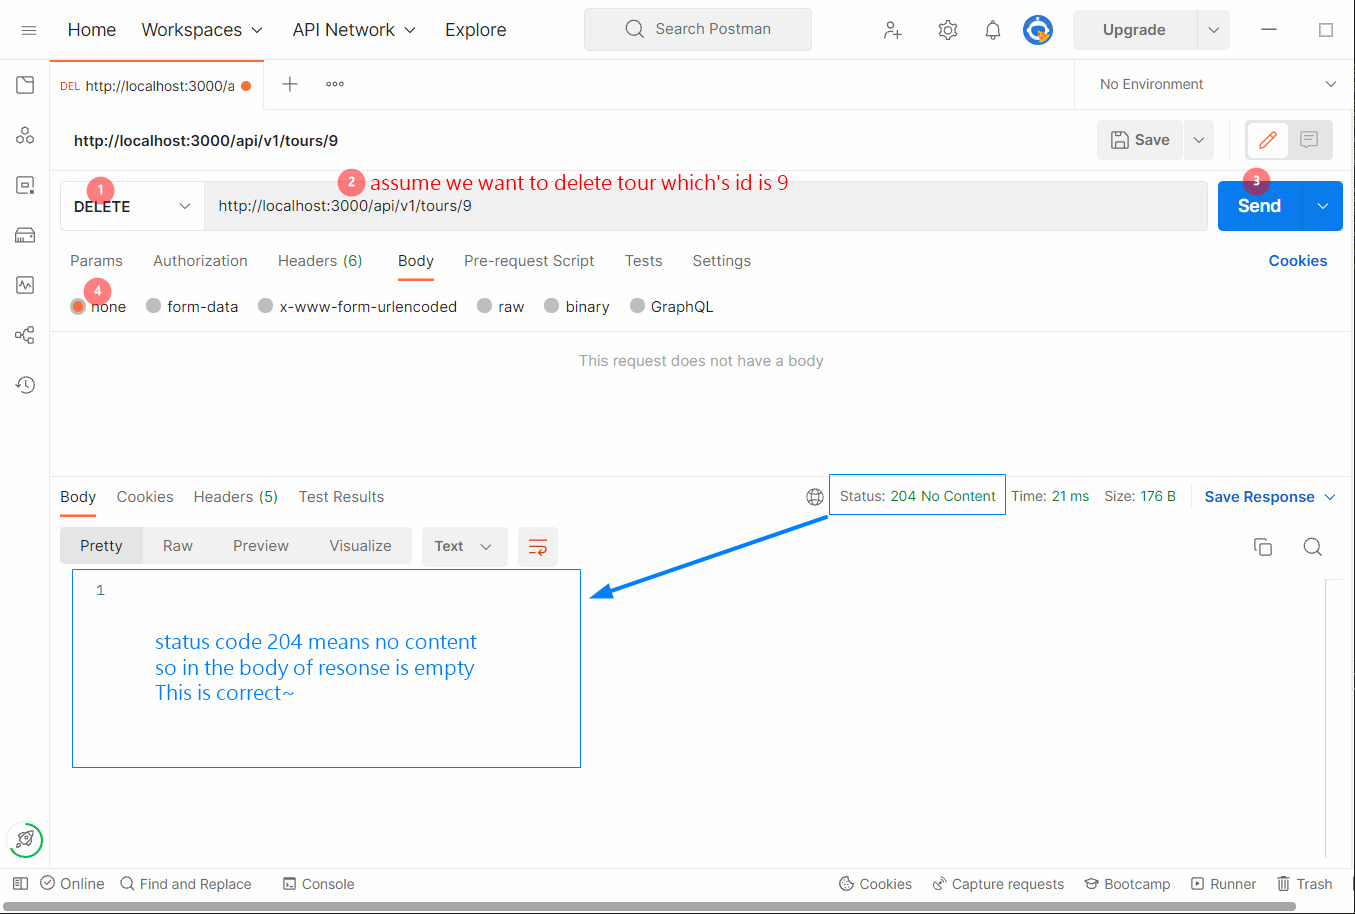 Home Workspaces API Network Explore Search Postman Upgrade
DEL http://localhost:3000/a No Environment
http://localhost:3000/api/v1/tours/9 Save
1 2 assume we want to delete tour which's id is 9 3
DELETE http://localhost:3000/api/v1/tours/9 Send
Params Authorization Headers (6) Body Pre-request Script Tests Settings Cookies
4
none form-data x-www-form-urlencoded raw binary GraphQL
This request does not have a body
Body Cookies Headers (5) Test Results Status: 204 No Content Time: 21 ms Size: 176 B Save Response
Pretty Raw Preview Visualize Text
1
status code 204 means no content
so in the body of resonse is empty
This is correct~
Online Find and Replace Console Cookies Capture requests Bootcamp Runner Trash